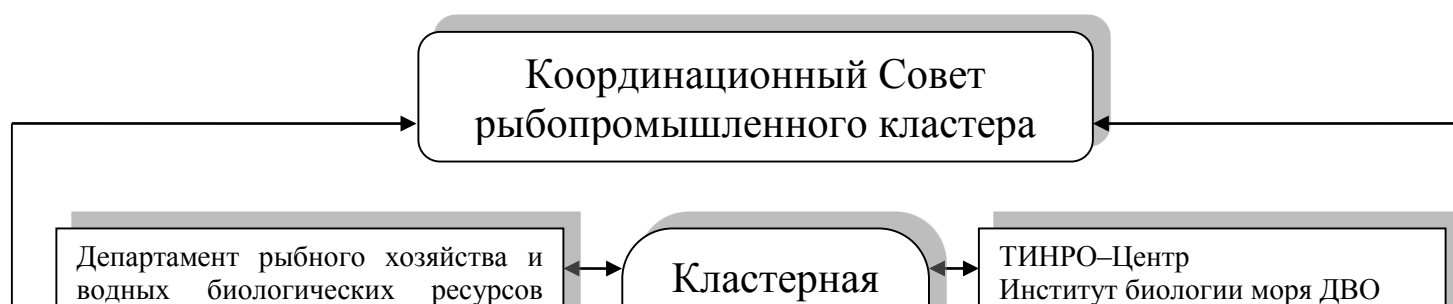 Координационный Совет
рыбопромышленного кластера
Департамент рыбного хозяйства и
водных биологических ресурсов
Кластерная
ТИНРО–Центр
Институт биологии моря ДВО